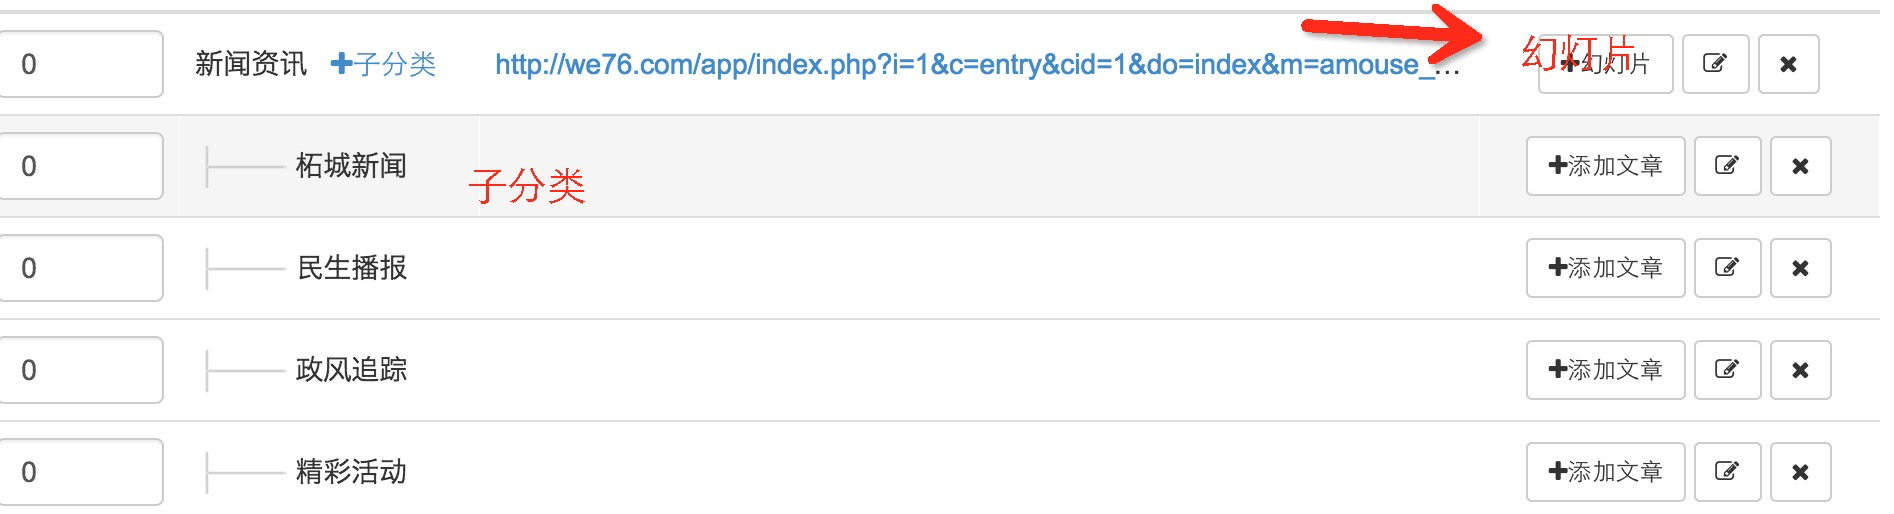 0 新闻资讯 子分类 http://we76.com/app/index.php?i=1&c=entry&cid=1&do=index&m=amouse_... 幻灯片 幻灯片
0 柘城新闻 子分类 添加文章
0 民生播报 添加文章
0 政风追踪 添加文章
0 精彩活动 添加文章